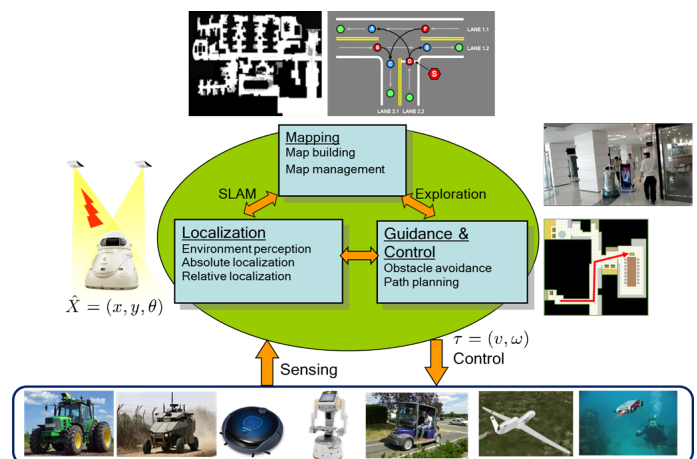 LANE 1.1
LANE 1.2
A
F
B
E
C
D
S
LANE 2.1 LANE 2.2
Mapping
Map building
Map management
SLAM
Exploration
Localization
Environment perception
Absolute localization
Relative localization
Guidance &
Control
Obstacle avoidance
Path planning
X̂ = (x, y, θ)
τ = (v, ω)
Control
Sensing